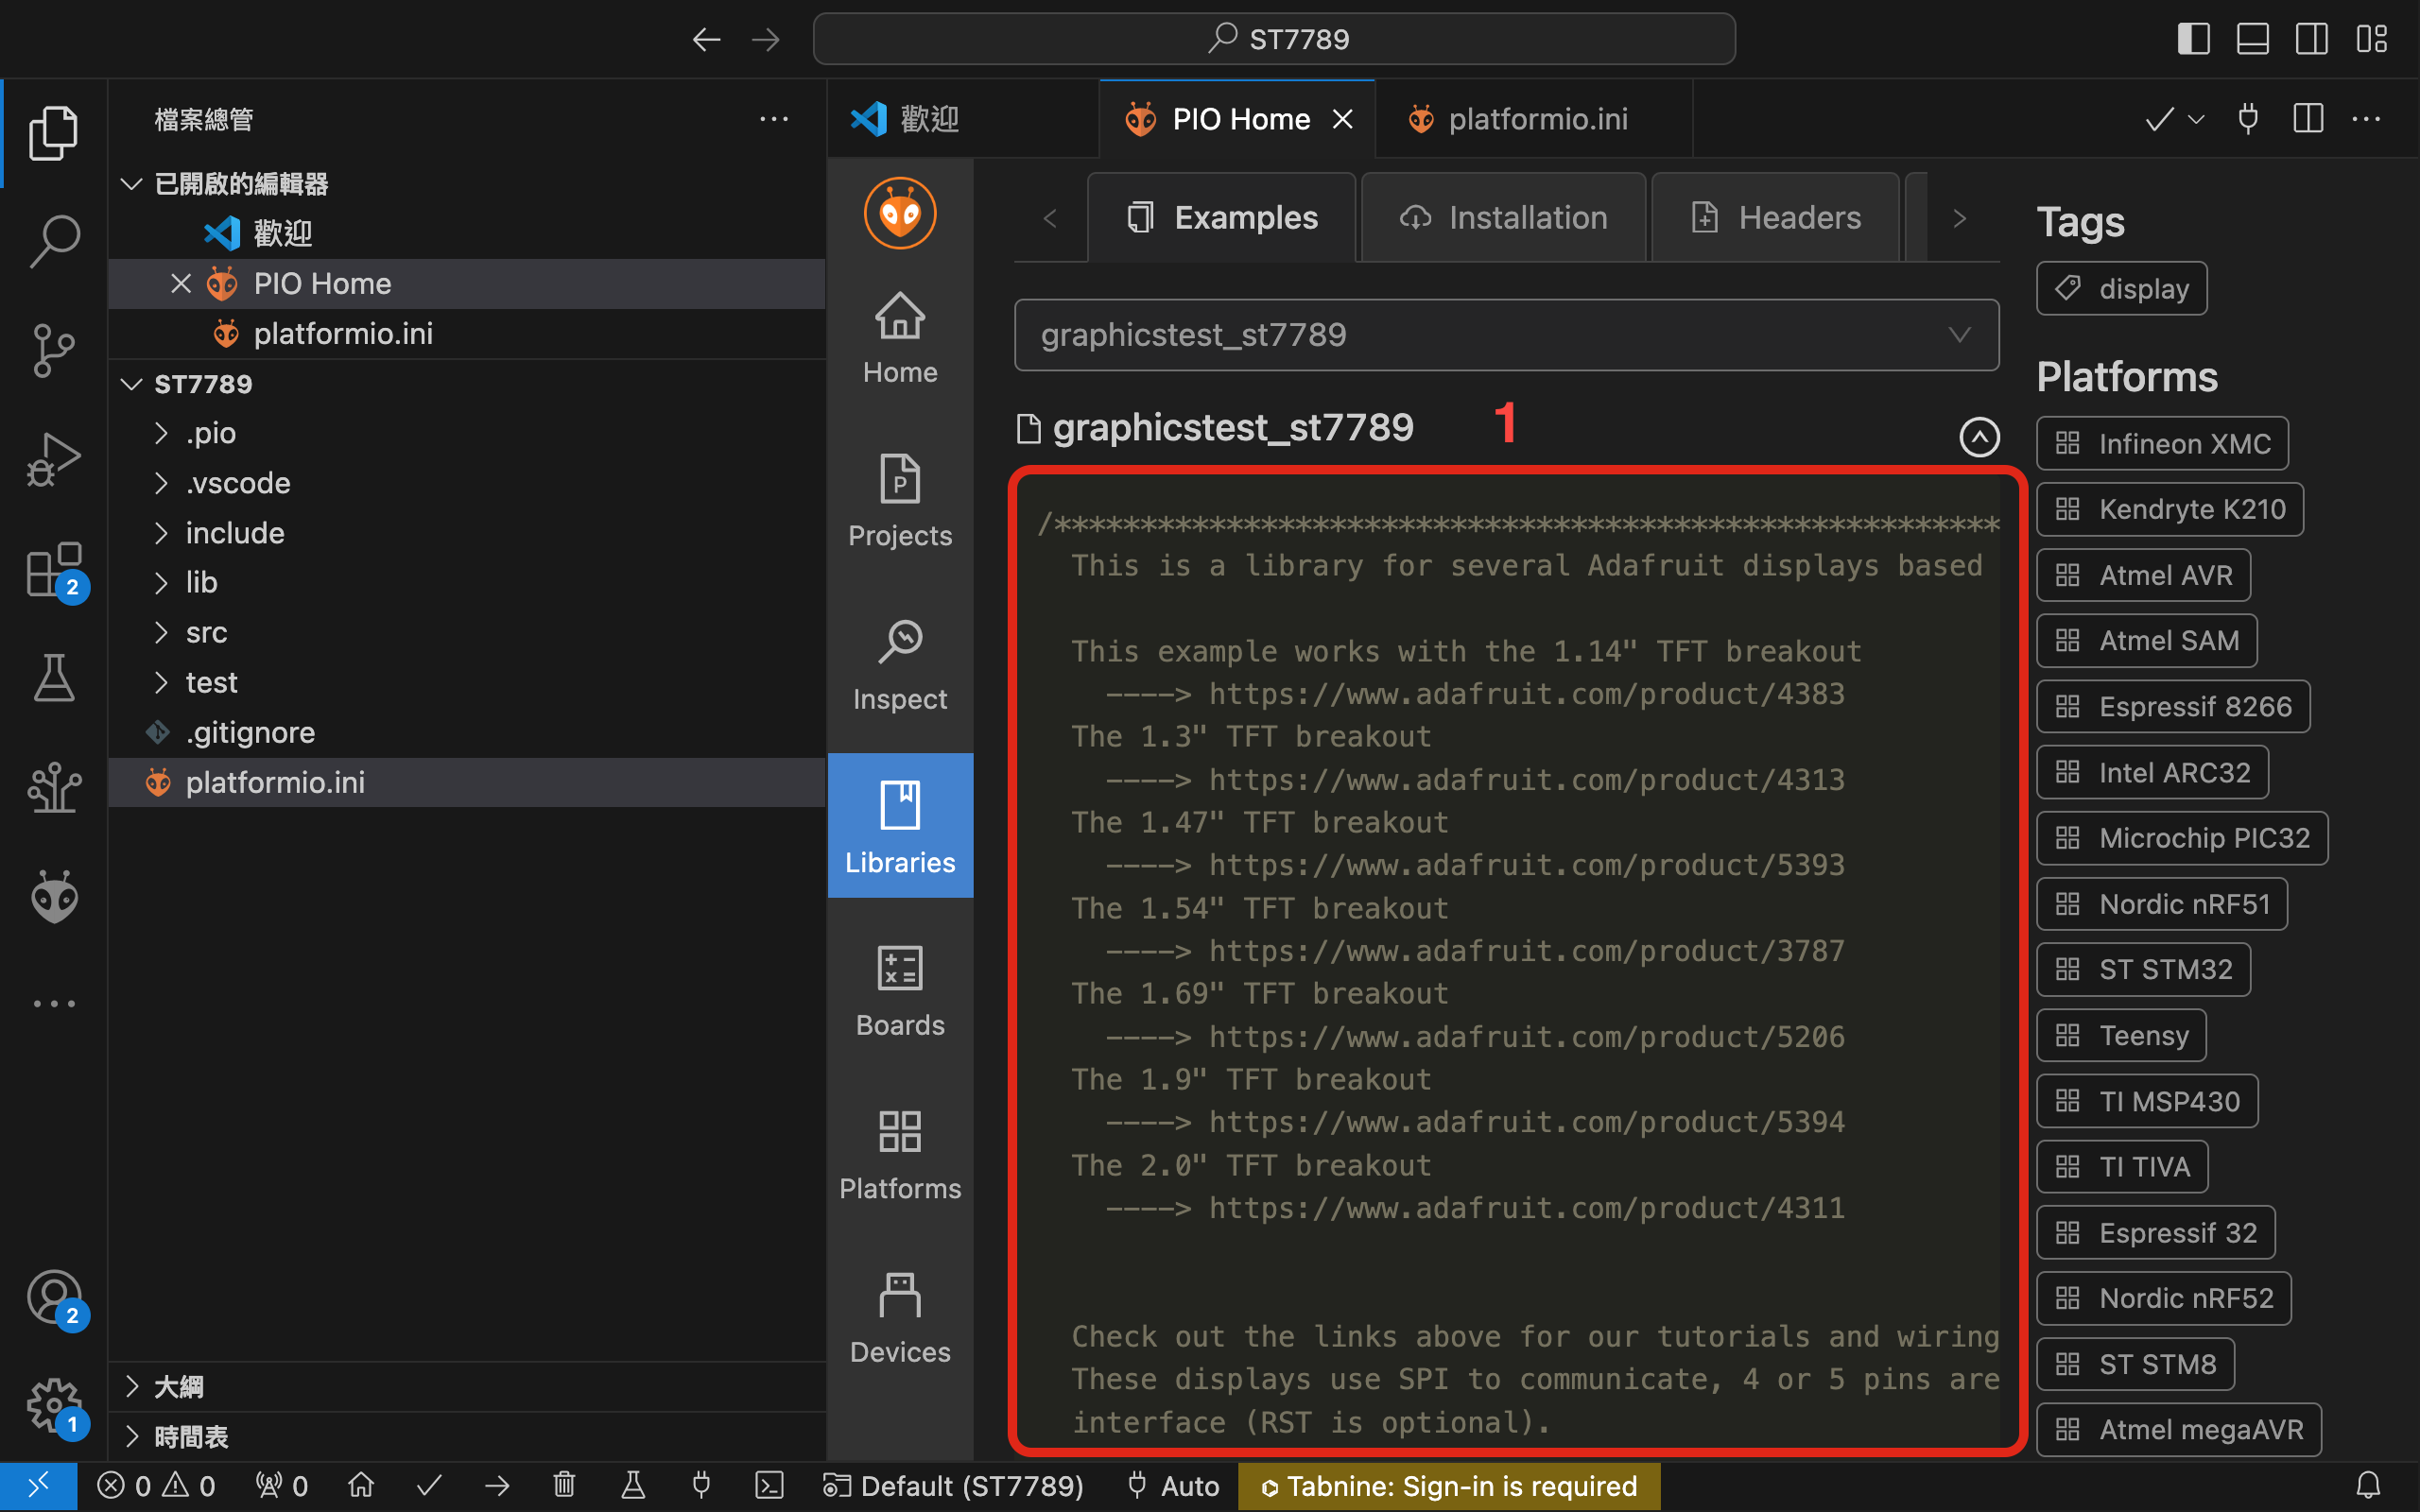 ST7789
檔案總管
已開啟的編輯器
歡迎
PIO Home
platformio.ini
ST7789
.pio
.vscode
include
lib
src
test
.gitignore
platformio.ini
大綱
時間表
2
2
1
歡迎
PIO Home
platformio.ini
Home
Projects
Inspect
Libraries
Boards
Platforms
Devices
Examples
Installation
Headers
graphicstest_st7789
graphicstest_st7789
1
/*******************************************************
This is a library for several Adafruit displays based
This example works with the 1.14" TFT breakout
----> https://www.adafruit.com/product/4383
The 1.3" TFT breakout
----> https://www.adafruit.com/product/4313
The 1.47" TFT breakout
----> https://www.adafruit.com/product/5393
The 1.54" TFT breakout
----> https://www.adafruit.com/product/3787
The 1.69" TFT breakout
----> https://www.adafruit.com/product/5206
The 1.9" TFT breakout
----> https://www.adafruit.com/product/5394
The 2.0" TFT breakout
----> https://www.adafruit.com/product/4311
Check out the links above for our tutorials and wiring
These displays use SPI to communicate, 4 or 5 pins are
interface (RST is optional).
Tags
display
Platforms
Infineon XMC
Kendryte K210
Atmel AVR
Atmel SAM
Espressif 8266
Intel ARC32
Microchip PIC32
Nordic nRF51
ST STM32
Teensy
TI MSP430
TI TIVA
Espressif 32
Nordic nRF52
ST STM8
Atmel megaAVR
0 0 0 Default (ST7789) Auto Tabnine: Sign-in is required